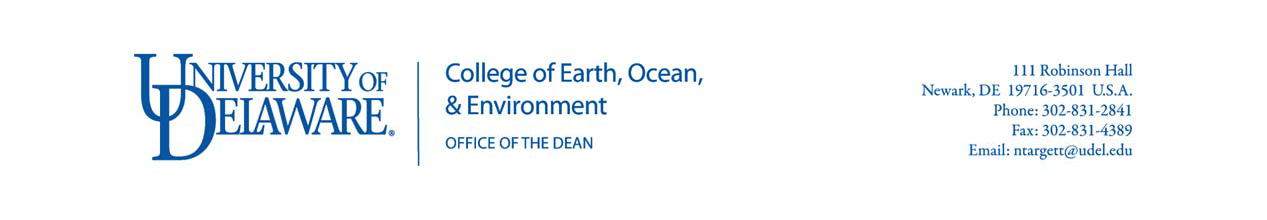 UNIVERSITY OF
DELAWARE®
College of Earth, Ocean,
& Environment
OFFICE OF THE DEAN
111 Robinson Hall
Newark, DE 19716-3501 U.S.A.
Phone: 302-831-2841
Fax: 302-831-4389
Email: ntargett@udel.edu